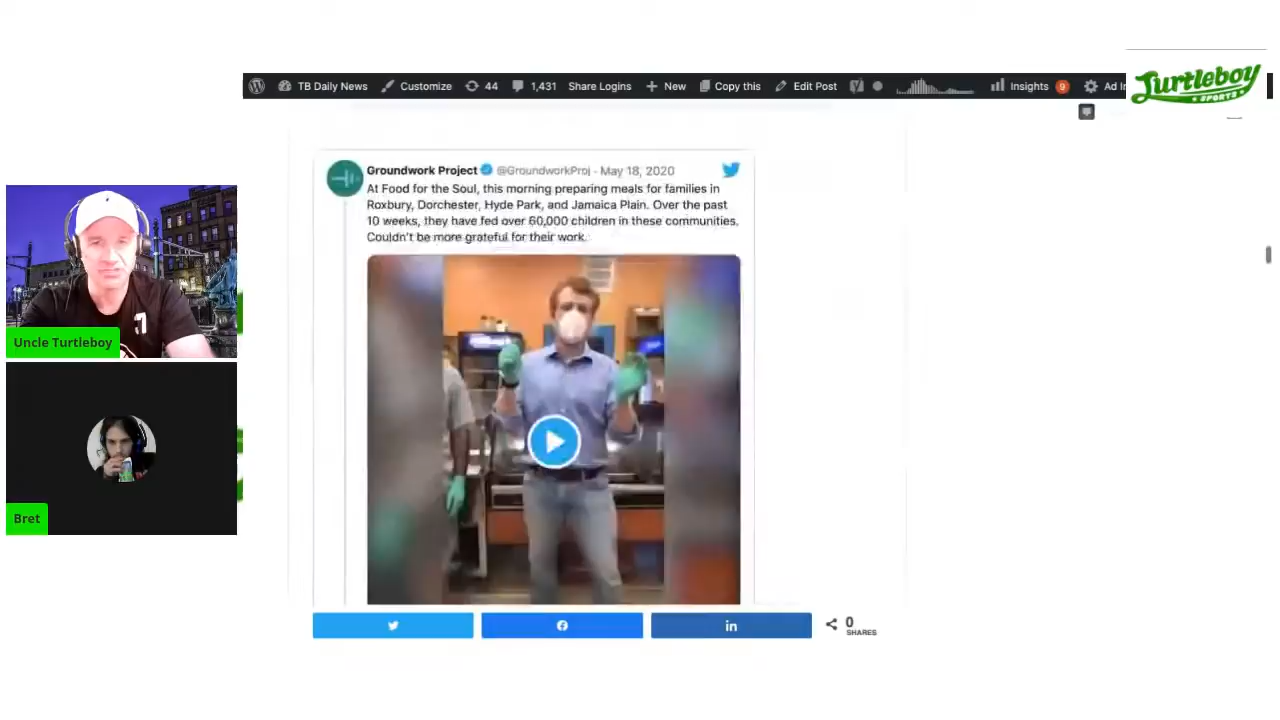 TB Daily News Customize 44 1,431 Share Logins New Copy this Edit Post Insights 9 Ad In
Turtleboy
SPORTS
Groundwork Project @GroundworkProj · May 18, 2020
At Food for the Soul, this morning preparing meals for families in
Roxbury, Dorchester, Hyde Park, and Jamaica Plain. Over the past
10 weeks, they have fed over 60,000 children in these communities.
Couldn't be more grateful for their work.
Uncle Turtleboy
Bret
in
0
SHARES